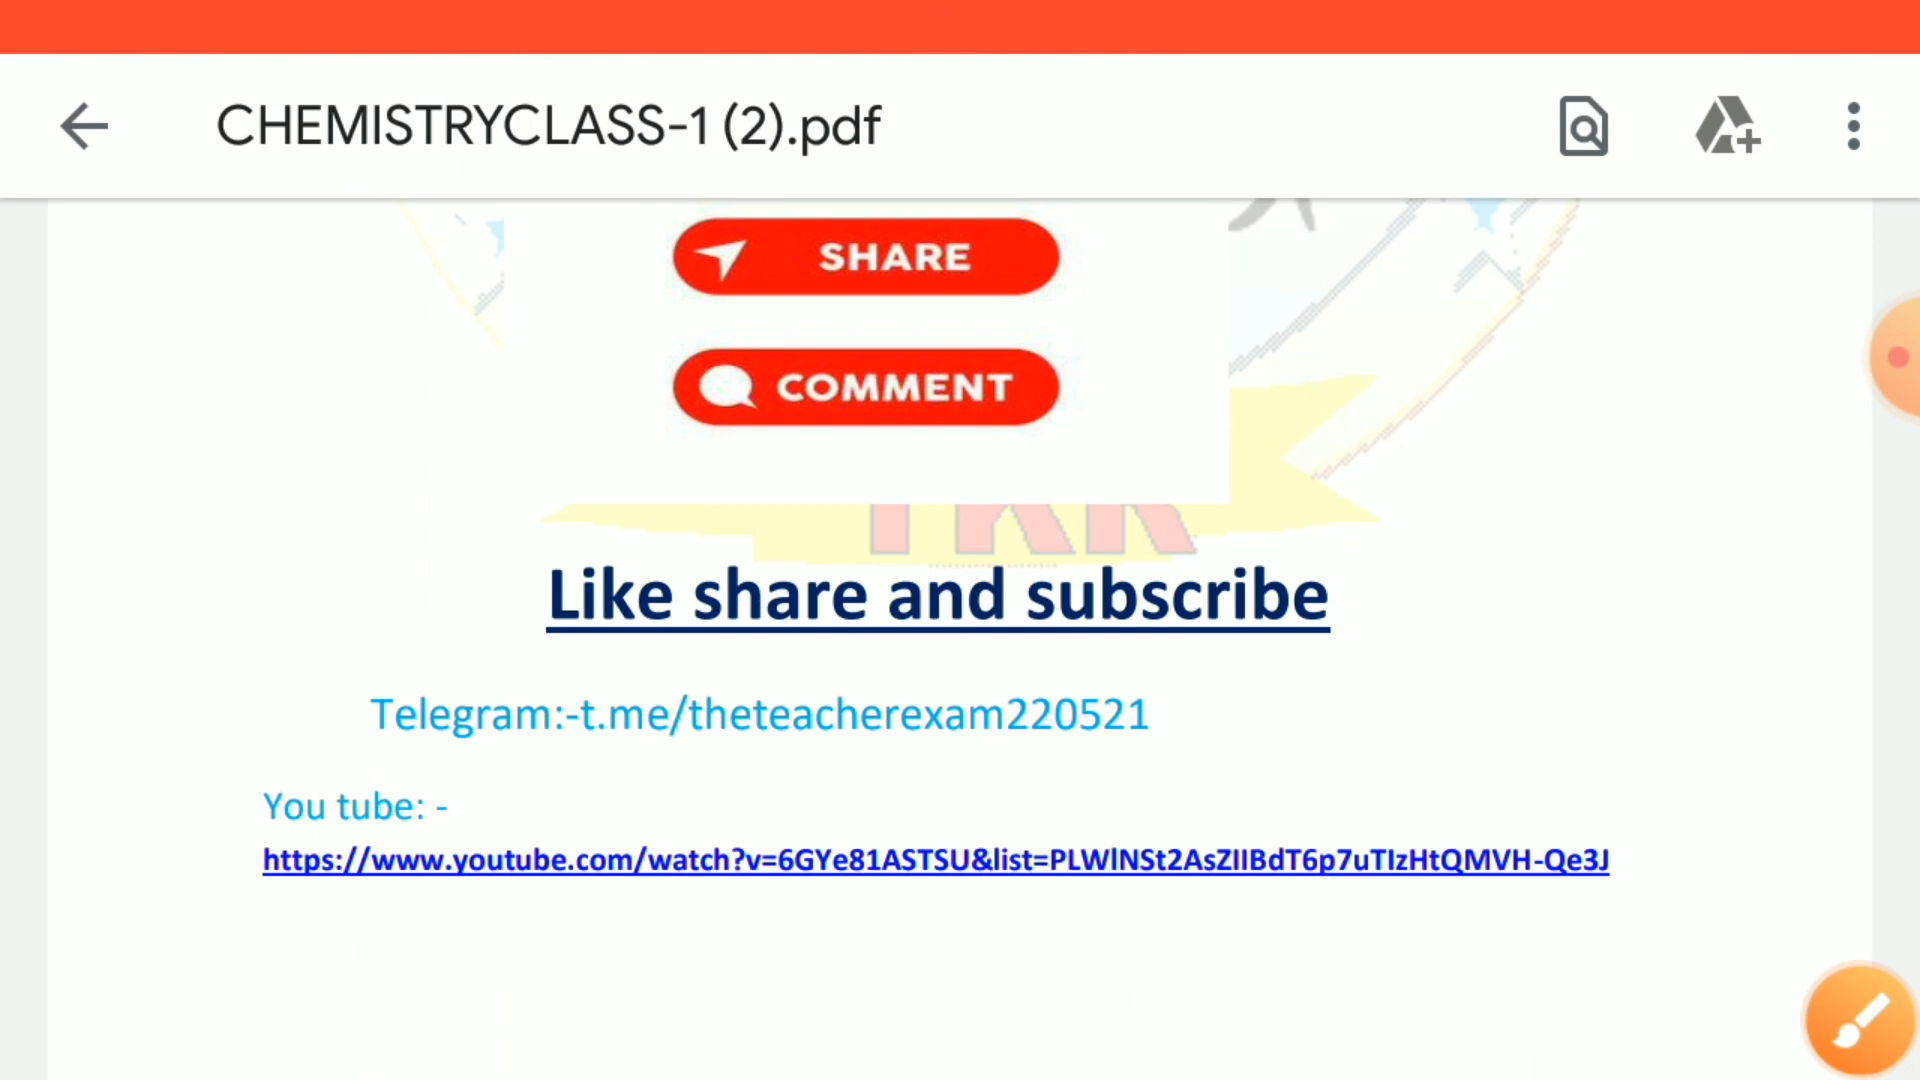 CHEMISTRYCLASS-1 (2).pdf
SHARE
COMMENT
TKR
Like share and subscribe
Telegram:-t.me/theteacherexam220521
You tube: -
https://www.youtube.com/watch?v=6GYe81ASTSU&list=PLWlNSt2AsZIIBdT6p7uTIzHtQMVH-Qe3J